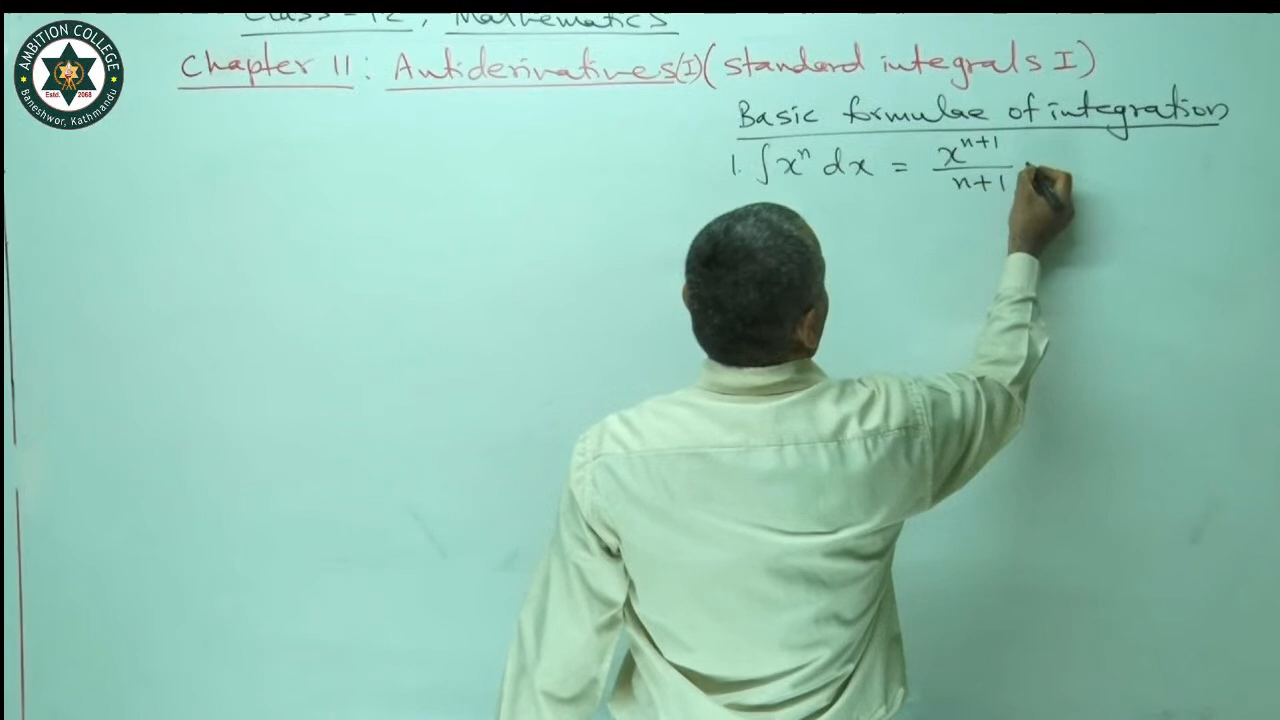 AMBITION COLLEGE
Estd. 2068
Baneshwor, Kathmandu
Class-12, Mathematics
Chapter 11: Antiderivatives(I)(standard integrals I)
Basic formulae of integration
1. ∫xⁿ dx = xⁿ⁺¹/n+1